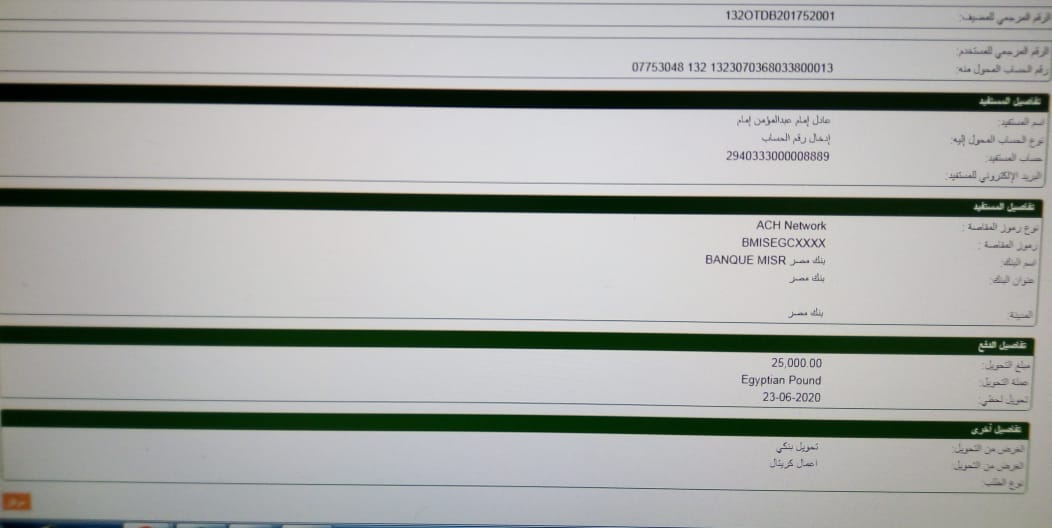 الرقم المرجعي للمضيف: 132OTDB201752001
الرقم المرجعي للمستخدم:
رقم الحساب المحول منه: 07753048 132 1323070368033800013
تفاصيل المستفيد
اسم المستفيد: عادل إمام عبدالمؤمن إمام
نوع الحساب المحول إليه: إدخال رقم الحساب
حساب المستفيد: 2940333000008889
البريد الإلكتروني للمستفيد:
تفاصيل المستفيد
نوع رموز المقاصة : ACH Network
رموز المقاصة : BMISEGCXXXX
اسم البنك: بنك مصر BANQUE MISR
عنوان البنك: بنك مصر
المدينة: بنك مصر
تفاصيل الدفع
مبلغ التحويل: 25,000.00
عملة التحويل: Egyptian Pound
تحويل لحظي: 23-06-2020
تفاصيل أخرى
الغرض من التحويل: تحويل بنكي
الغرض من التحويل: اعمال كريتال
نوع الطلب: